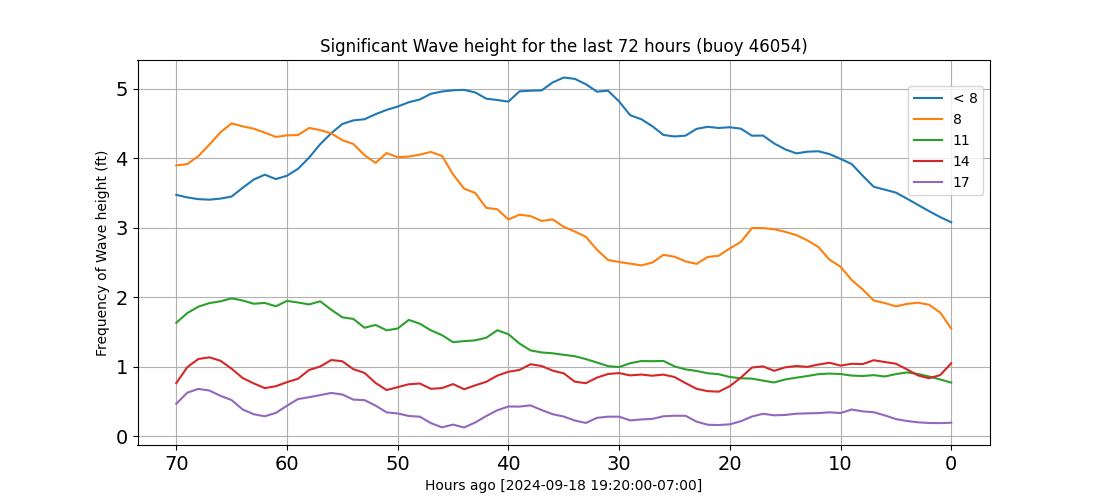 Significant Wave height for the last 72 hours (buoy 46054)
Frequency of Wave height (ft)
5
4
3
2
1
0
< 8
8
11
14
17
70 60 50 40 30 20 10 0
Hours ago [2024-09-18 19:20:00-07:00]